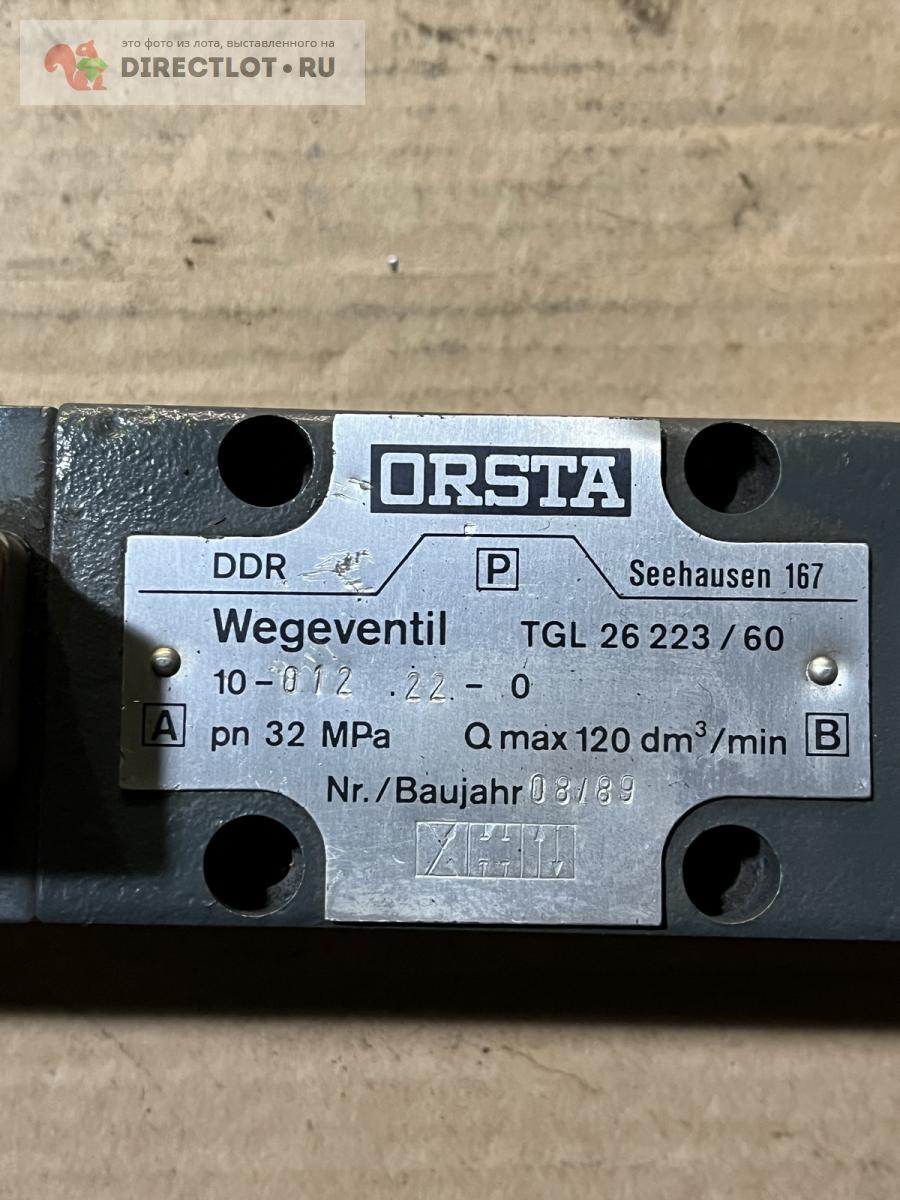 это фото из лота, выставленного на
DIRECTLOT•RU
ORSTA
DDR P Seehausen 167
Wegeventil TGL 26 223 / 60
10-012 .22.- 0
A pn 32 MPa Q max 120 dm³/min B
Nr./Baujahr 08/89